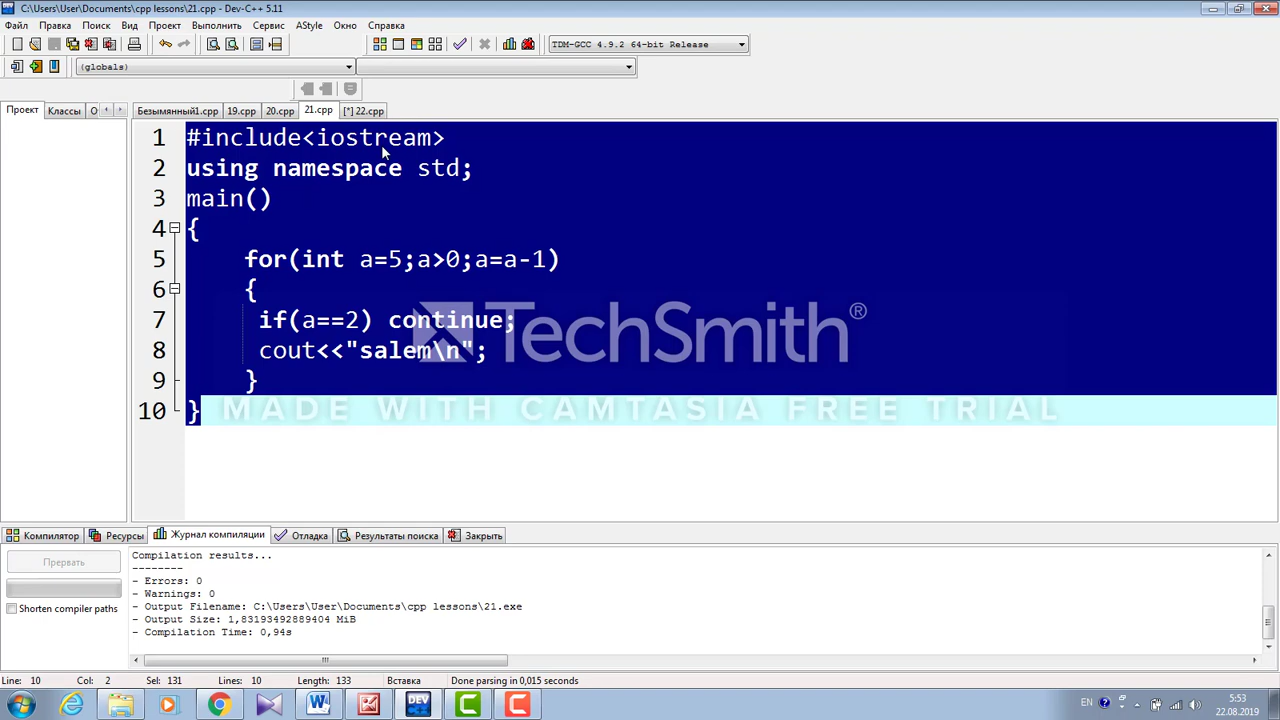 C:\Users\User\Documents\cpp lessons\21.cpp - Dev-C++ 5.11
Файл Правка Поиск Вид Проект Выполнить Сервис AStyle Окно Справка
TDM-GCC 4.9.2 64-bit Release
(globals)
Проект Классы О Безымянный1.cpp 19.cpp 20.cpp 21.cpp [*] 22.cpp
1 #include<iostream>
2 using namespace std;
3 main()
4 {
5 for(int a=5;a>0;a=a-1)
6 {
7 if(a==2) continue;
8 cout<<"salem\n";
9 }
10 }
TechSmith®
MADE WITH CAMTASIA FREE TRIAL
Компилятор Ресурсы Журнал компиляции Отладка Результаты поиска Закрыть
Прервать
Shorten compiler paths
Compilation results...
--------
- Errors: 0
- Warnings: 0
- Output Filename: C:\Users\User\Documents\cpp lessons\21.exe
- Output Size: 1,83193492889404 MiB
- Compilation Time: 0,94s
Line: 10 Col: 2 Sel: 131 Lines: 10 Length: 133 Вставка Done parsing in 0,015 seconds
DEV
EN 5:53
22.08.2019